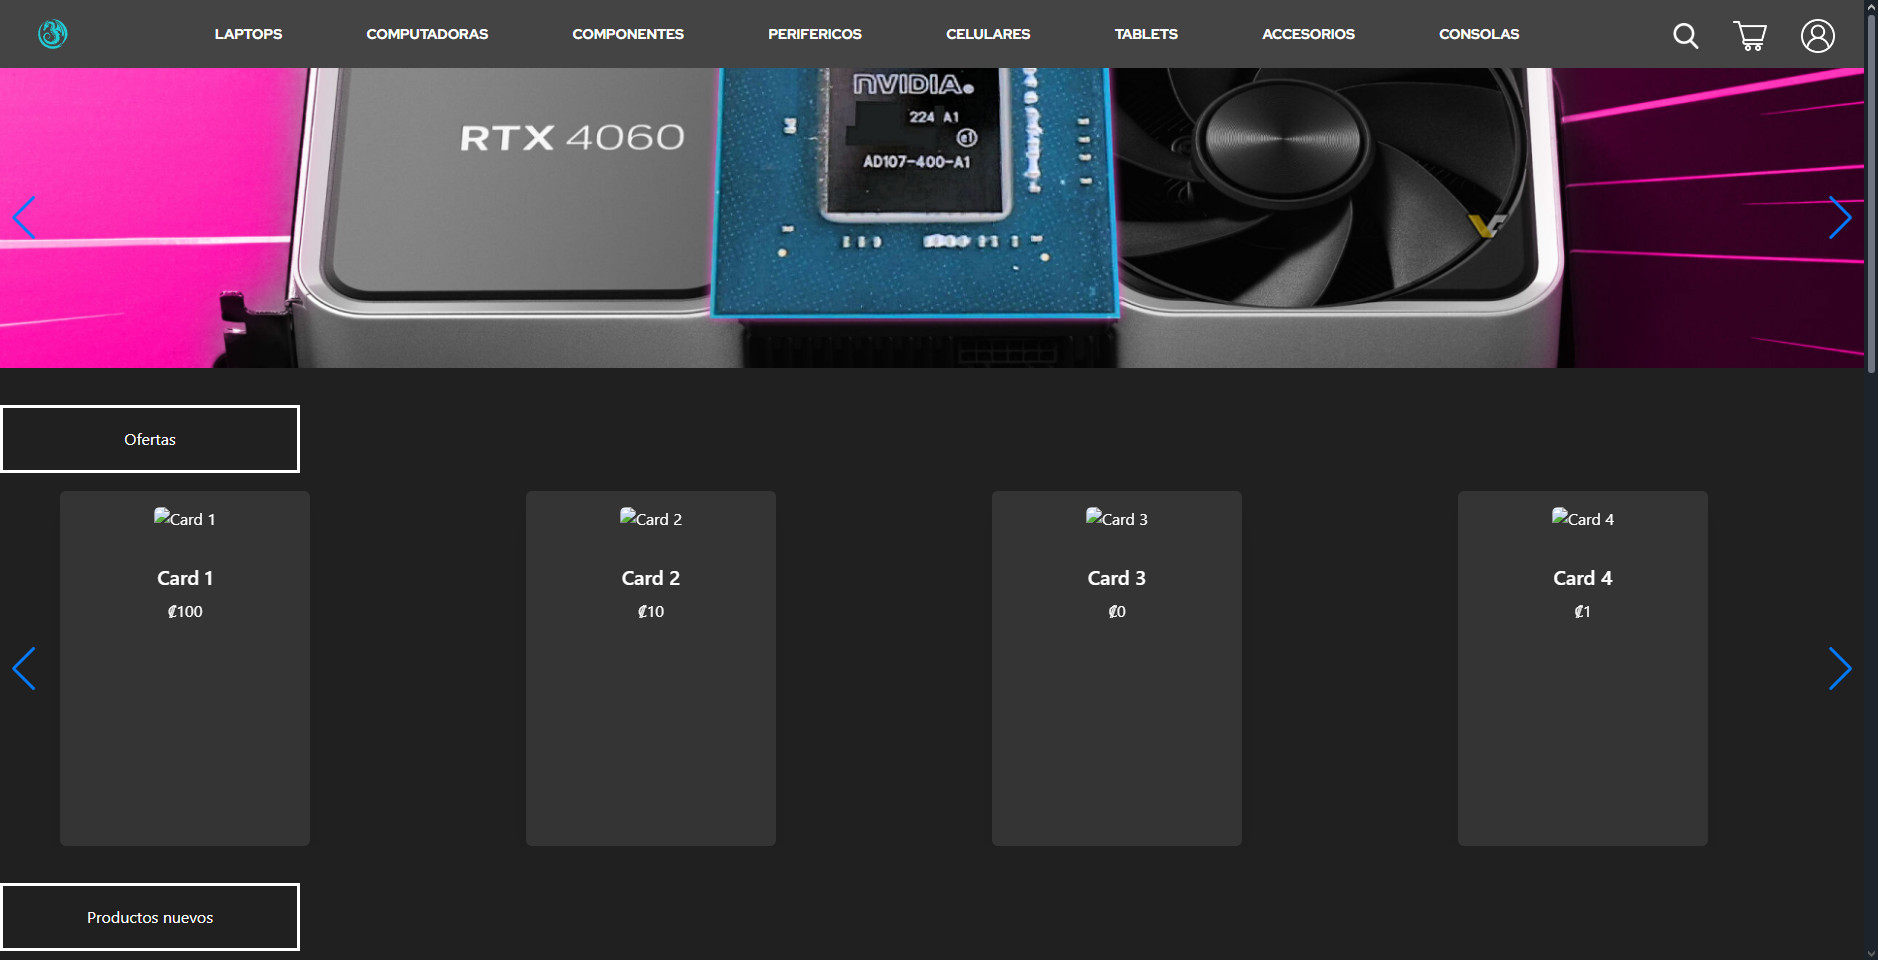 LAPTOPS COMPUTADORAS COMPONENTES PERIFERICOS CELULARES TABLETS ACCESORIOS CONSOLAS
RTX 4060
NVIDIA.
224 A1
e1
AD107-400-A1
Ofertas
Card 1 Card 2 Card 3 Card 4
Card 1 Card 2 Card 3 Card 4
₡100 ₡10 ₡0 ₡1
Productos nuevos